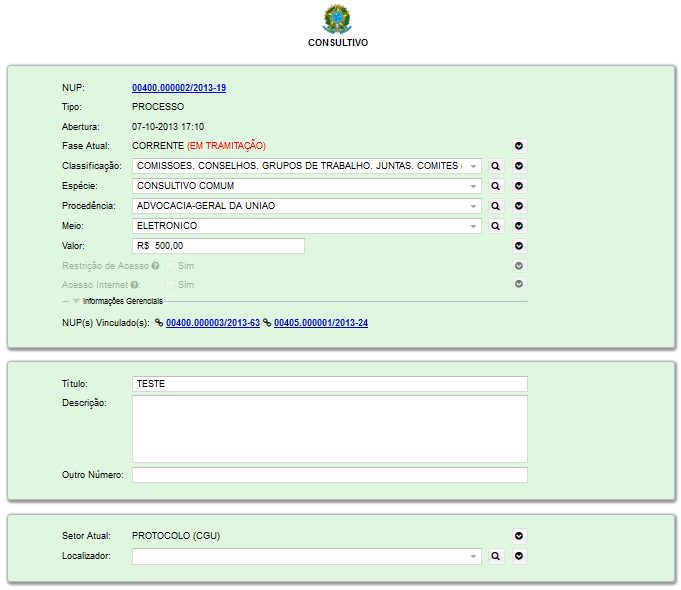 CONSULTIVO
NUP: 00400.000002/2013-19
Tipo: PROCESSO
Abertura: 07-10-2013 17:10
Fase Atual: CORRENTE (EM TRAMITAÇÃO)
Classificação: COMISSOES. CONSELHOS. GRUPOS DE TRABALHO. JUNTAS. COMITES
Espécie: CONSULTIVO COMUM
Procedência: ADVOCACIA-GERAL DA UNIAO
Meio: ELETRONICO
Valor: R$ 500,00
Restrição de Acesso ?: Sim
Acesso Internet ?: Sim
Informações Gerenciais
NUP(s) Vinculado(s): 00400.000003/2013-63 00405.000001/2013-24
Título: TESTE
Descrição:
Outro Número:
Setor Atual: PROTOCOLO (CGU)
Localizador: